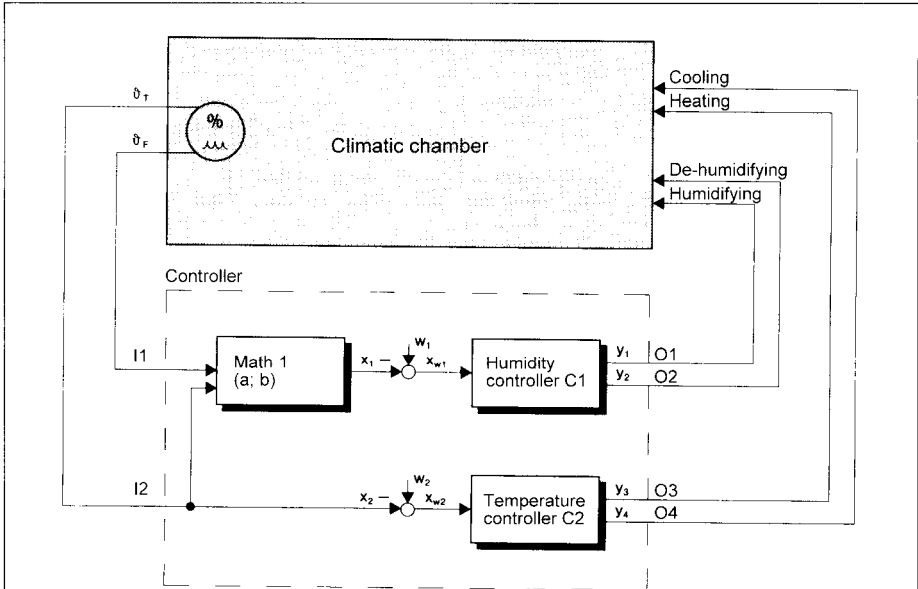 Cooling
ϑT
Heating
%
ϑF
Climatic chamber
De-humidifying
Humidifying
Controller
I1
Math 1
(a; b)
x1 –
w1
xw1
Humidity
controller C1
y1 O1
y2 O2
I2
x2 –
w2
xw2
Temperature
controller C2
y3 O3
y4 O4